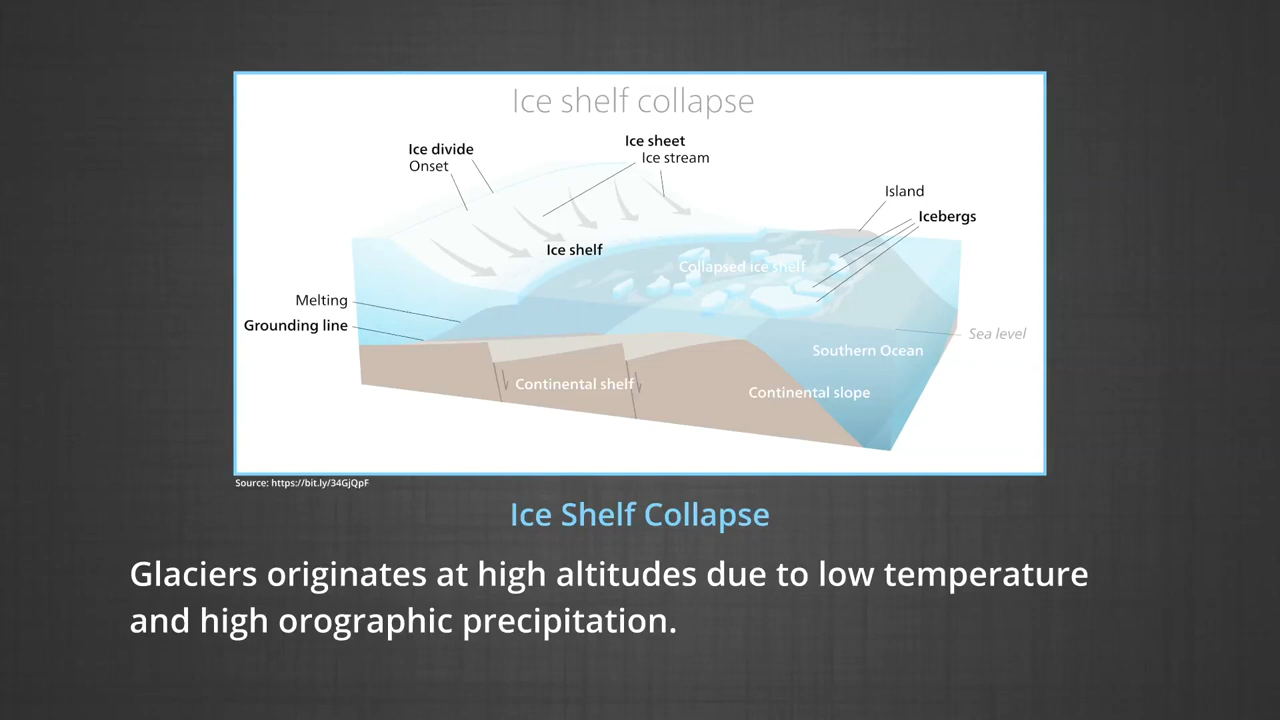 Ice shelf collapse
Ice divide
Onset
Ice sheet
Ice stream
Island
Icebergs
Ice shelf
Collapsed ice shelf
Melting
Grounding line
Sea level
Southern Ocean
Continental shelf
Continental slope
Source: https://bit.ly/34GjQpF
Ice Shelf Collapse
Glaciers originates at high altitudes due to low temperature
and high orographic precipitation.